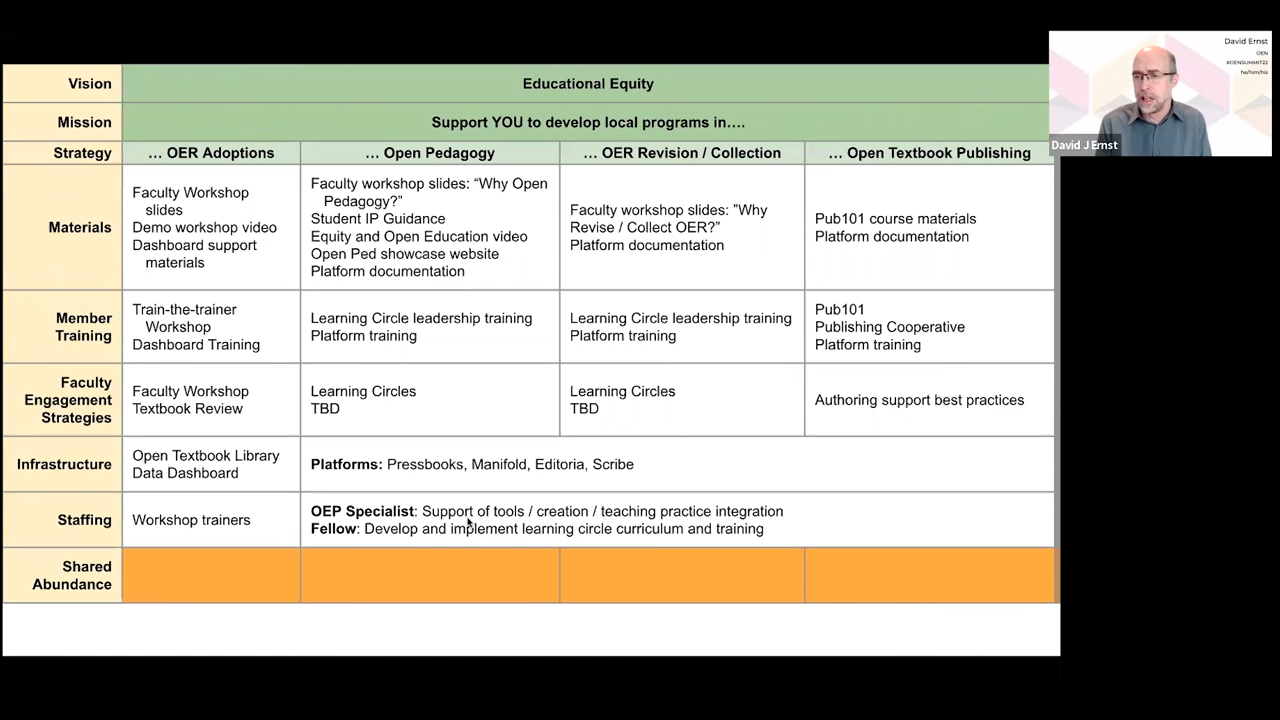 David Ernst
OEN
#OENSUMMIT22
he/him/his
David J Ernst
Vision
Educational Equity
Mission
Support YOU to develop local programs in….
Strategy
… OER Adoptions
… Open Pedagogy
… OER Revision / Collection
… Open Textbook Publishing
Materials
Faculty Workshop
slides
Demo workshop video
Dashboard support
materials
Faculty workshop slides: “Why Open
Pedagogy?”
Student IP Guidance
Equity and Open Education video
Open Ped showcase website
Platform documentation
Faculty workshop slides: "Why
Revise / Collect OER?”
Platform documentation
Pub101 course materials
Platform documentation
Member
Training
Train-the-trainer
Workshop
Dashboard Training
Learning Circle leadership training
Platform training
Learning Circle leadership training
Platform training
Pub101
Publishing Cooperative
Platform training
Faculty
Engagement
Strategies
Faculty Workshop
Textbook Review
Learning Circles
TBD
Learning Circles
TBD
Authoring support best practices
Infrastructure
Open Textbook Library
Data Dashboard
Platforms: Pressbooks, Manifold, Editoria, Scribe
Staffing
Workshop trainers
OEP Specialist: Support of tools / creation / teaching practice integration
Fellow: Develop and implement learning circle curriculum and training
Shared
Abundance